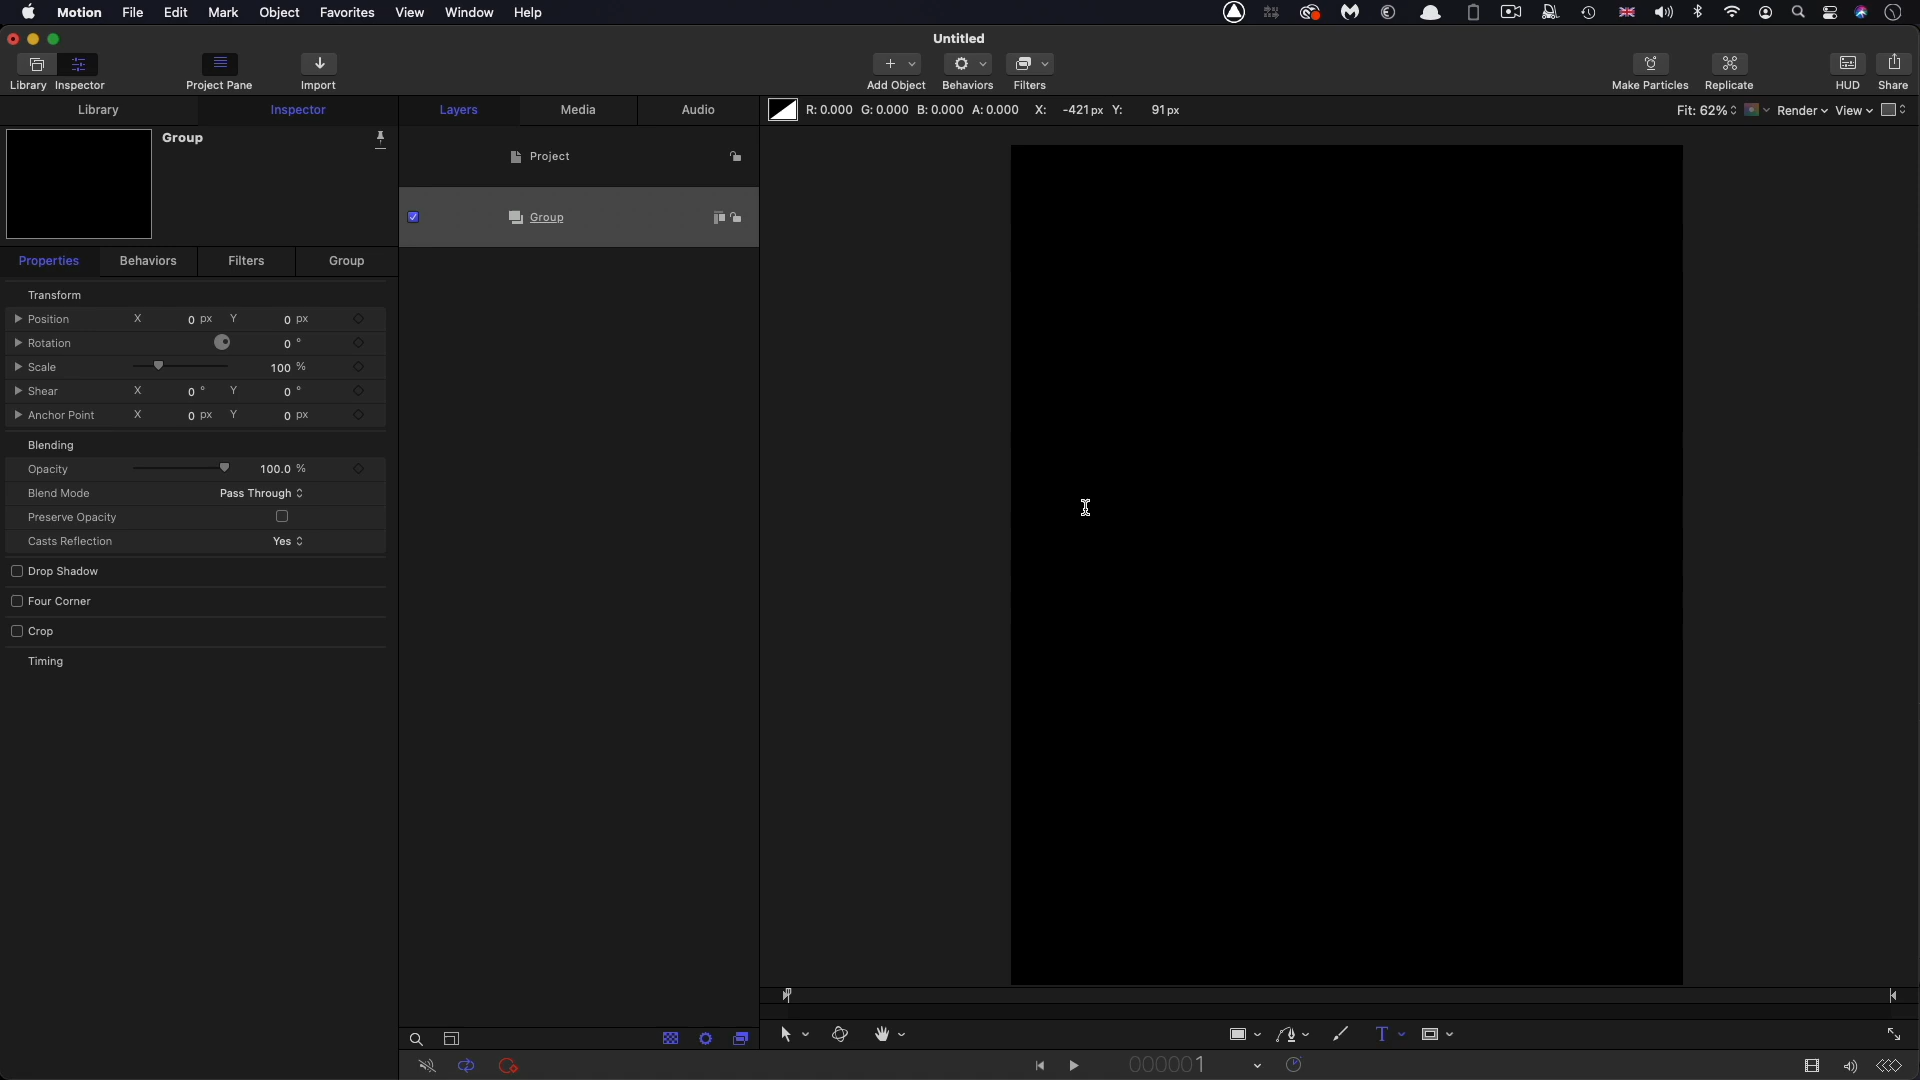 Motion File Edit Mark Object Favorites View Window Help
Untitled
Library Inspector Project Pane Import Add Object Behaviors Filters Make Particles Replicate HUD Share
Library Inspector Layers Media Audio R: 0.000 G: 0.000 B: 0.000 A: 0.000 X: -421 px Y: 91 px Fit: 62% Render View
Group
Project
Group
Properties Behaviors Filters Group
Transform
Position X 0 px Y 0 px
Rotation 0 °
Scale 100 %
Shear X 0 ° Y 0 °
Anchor Point X 0 px Y 0 px
Blending
Opacity 100.0 %
Blend Mode Pass Through
Preserve Opacity
Casts Reflection Yes
Drop Shadow
Four Corner
Crop
Timing
T
000001